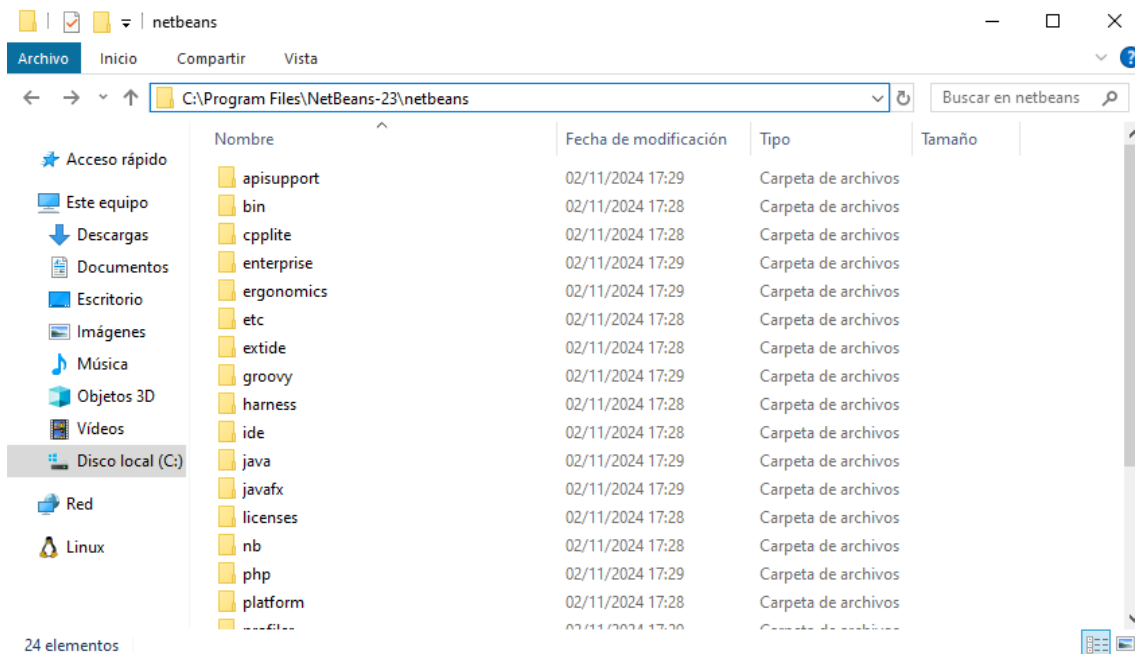 netbeans
Archivo Inicio Compartir Vista
C:\Program Files\NetBeans-23\netbeans Buscar en netbeans
Nombre Fecha de modificación Tipo Tamaño
Acceso rápido
Este equipo
Descargas
Documentos
Escritorio
Imágenes
Música
Objetos 3D
Vídeos
Disco local (C:)
Red
Linux
apisupport 02/11/2024 17:29 Carpeta de archivos
bin 02/11/2024 17:28 Carpeta de archivos
cpplite 02/11/2024 17:28 Carpeta de archivos
enterprise 02/11/2024 17:29 Carpeta de archivos
ergonomics 02/11/2024 17:29 Carpeta de archivos
etc 02/11/2024 17:28 Carpeta de archivos
extide 02/11/2024 17:28 Carpeta de archivos
groovy 02/11/2024 17:29 Carpeta de archivos
harness 02/11/2024 17:28 Carpeta de archivos
ide 02/11/2024 17:28 Carpeta de archivos
java 02/11/2024 17:29 Carpeta de archivos
javafx 02/11/2024 17:29 Carpeta de archivos
licenses 02/11/2024 17:28 Carpeta de archivos
nb 02/11/2024 17:28 Carpeta de archivos
php 02/11/2024 17:29 Carpeta de archivos
platform 02/11/2024 17:28 Carpeta de archivos
24 elementos